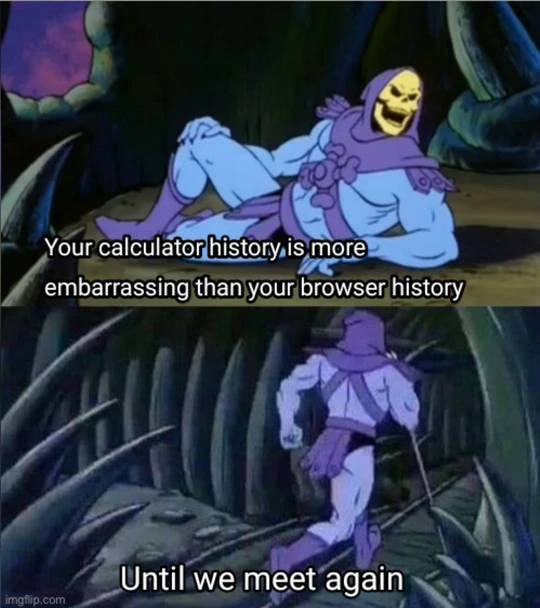 Your calculator history is more
embarrassing than your browser history
Until we meet again
imgflip.com